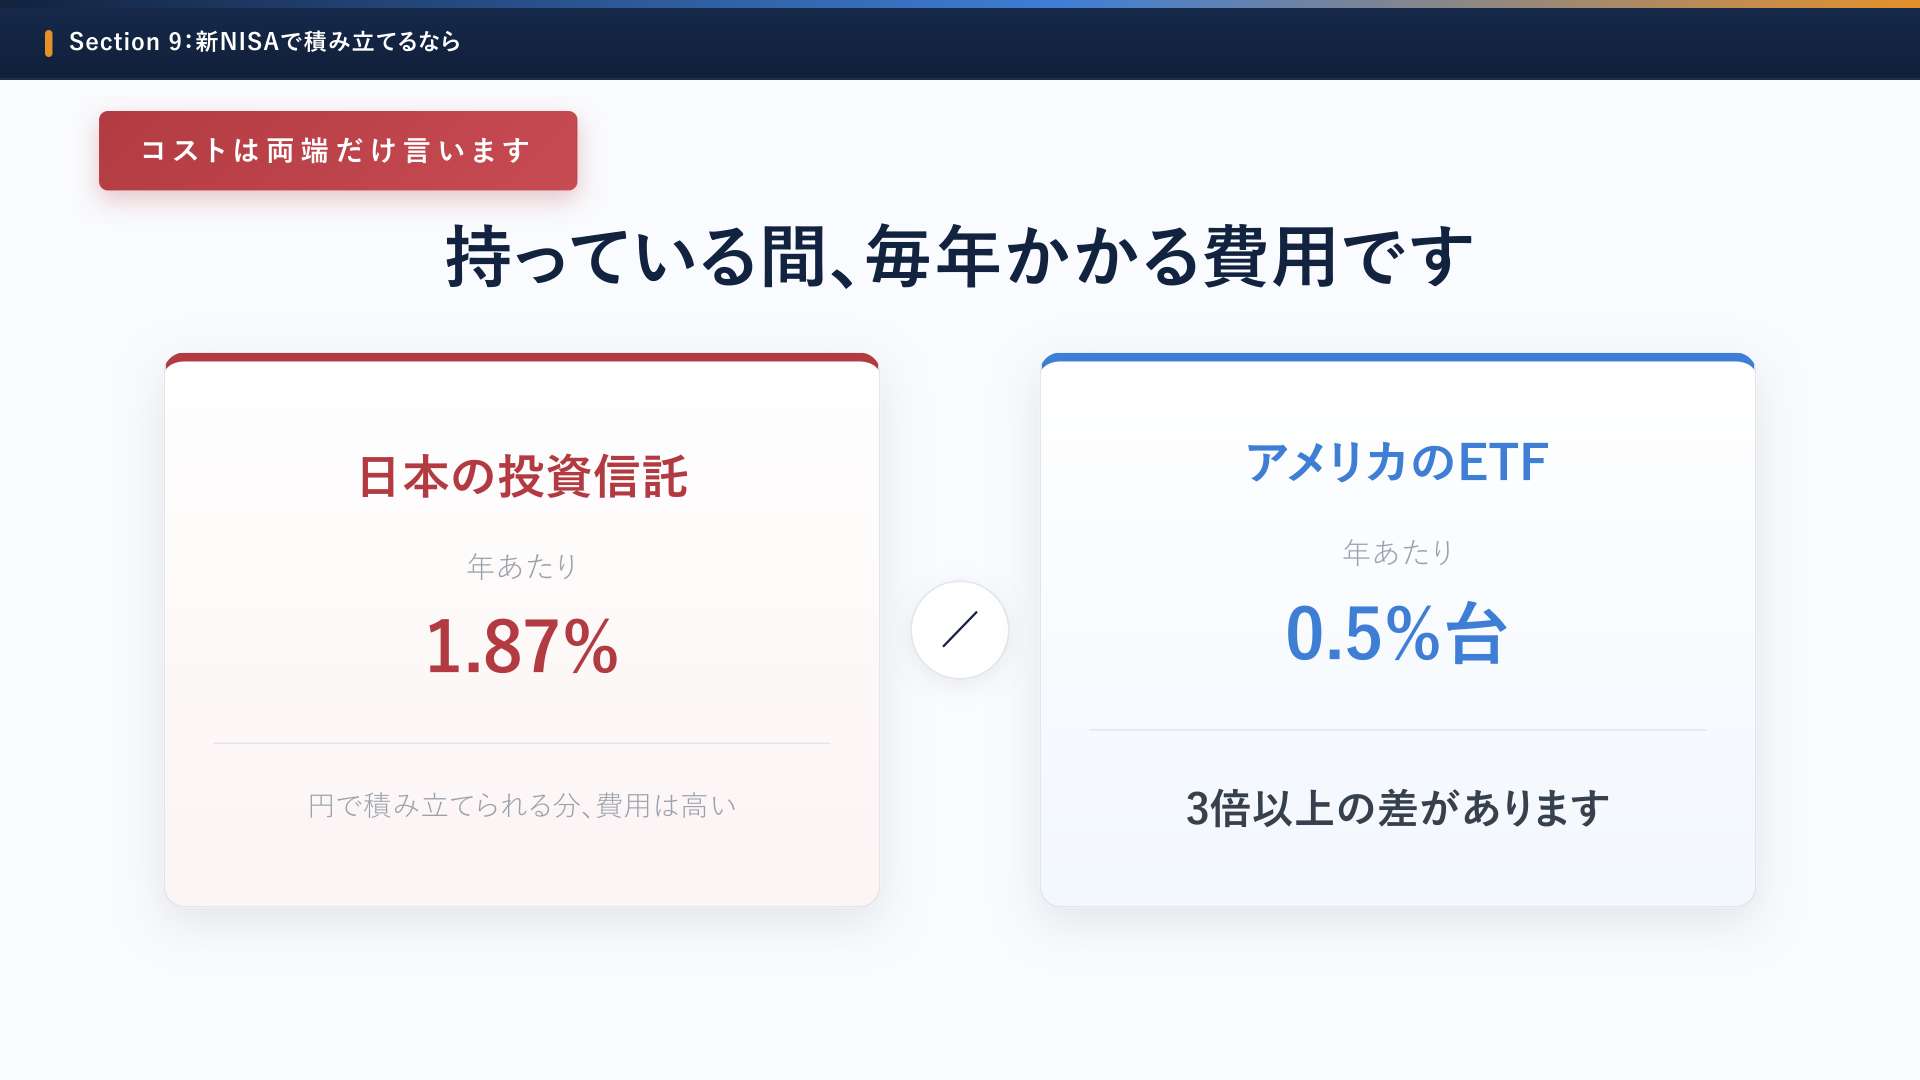 Section 9：新NISAで積み立てるなら
コストは両端だけ言います
持っている間、毎年かかる費用です
日本の投資信託
年あたり
1.87%
円で積み立てられる分、費用は高い
／
アメリカのETF
年あたり
0.5%台
3倍以上の差があります